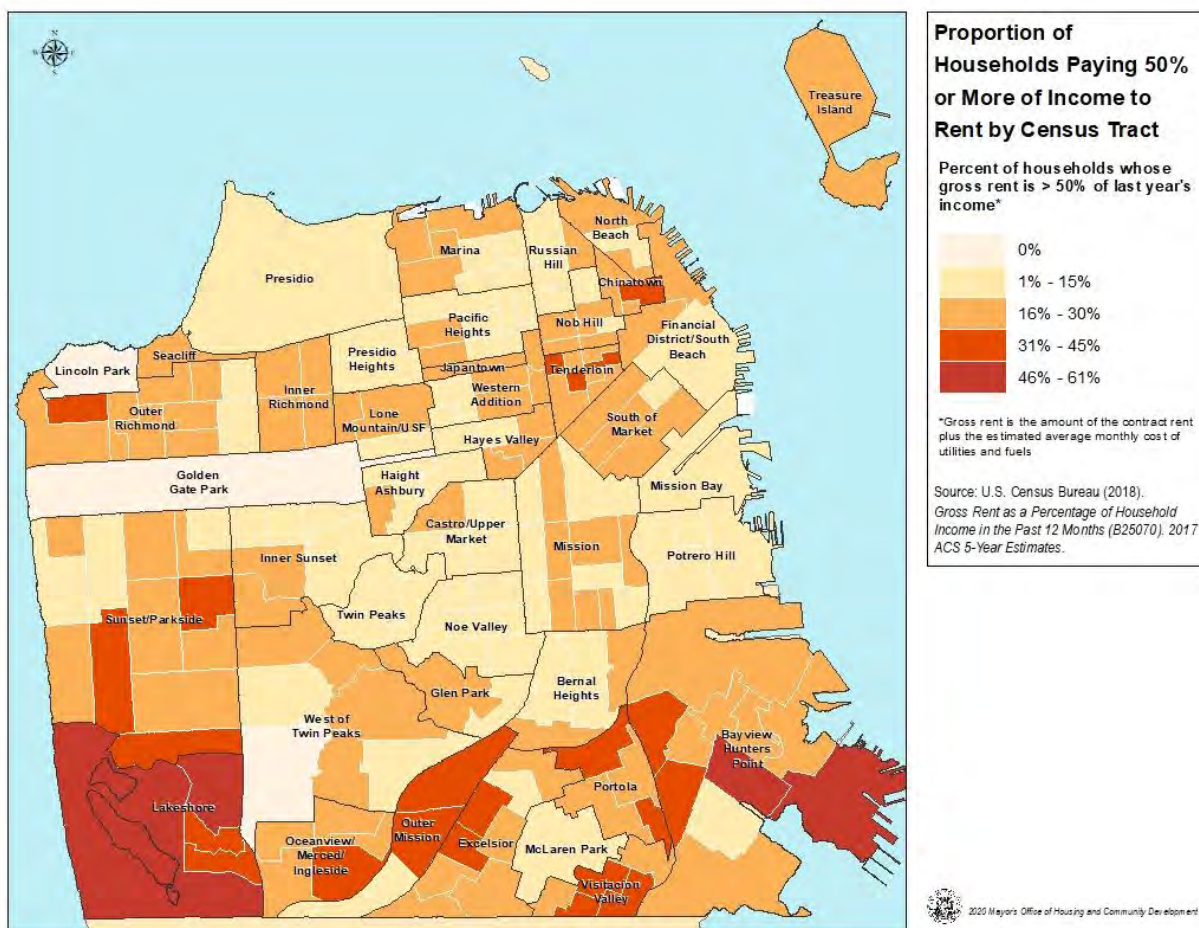 N
W
E
S
Treasure
Island
North
Beach
Marina
Russian
Hill
Presidio
Chinatown
Pacific
Heights
Nob Hill
Financial
District/South
Beach
Seacliff
Presidio
Heights
Lincoln Park
Japantown
Tenderloin
Inner
Richmond
Western
Addition
Outer
Richmond
Lone
Mountain/USF
South of
Market
Hayes Valley
Golden
Gate Park
Haight
Ashbury
Mission Bay
Castro/Upper
Market
Inner Sunset
Mission
Potrero Hill
Twin Peaks
Sunset/Parkside
Noe Valley
Glen Park
Bernal
Heights
West of
Twin Peaks
Bayview
Hunters
Point
Portola
Lakeshore
Outer
Mission
Oceanview/
Merced/
Ingleside
Excelsior
McLaren Park
Visitacion
Valley
Proportion of
Households Paying 50%
or More of Income to
Rent by Census Tract
Percent of households whose
gross rent is > 50% of last year's
income*
0%
1% - 15%
16% - 30%
31% - 45%
46% - 61%
*Gross rent is the amount of the contract rent
plus the estimated average monthly cost of
utilities and fuels
Source: U.S. Census Bureau (2018).
Gross Rent as a Percentage of Household
Income in the Past 12 Months (B25070). 2017
ACS 5-Year Estimates.
2020 Mayor's Office of Housing and Community Development